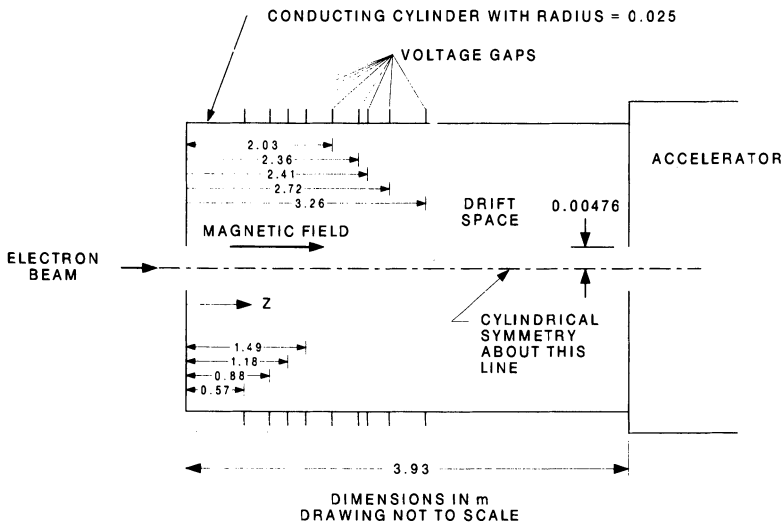 CONDUCTING CYLINDER WITH RADIUS = 0.025
VOLTAGE GAPS
2.03
2.36
2.41
2.72
3.26
ACCELERATOR
DRIFT
SPACE
0.00476
MAGNETIC FIELD
ELECTRON
BEAM
Z
CYLINDRICAL
SYMMETRY
ABOUT THIS
LINE
1.49
1.18
0.88
0.57
3.93
DIMENSIONS IN m
DRAWING NOT TO SCALE